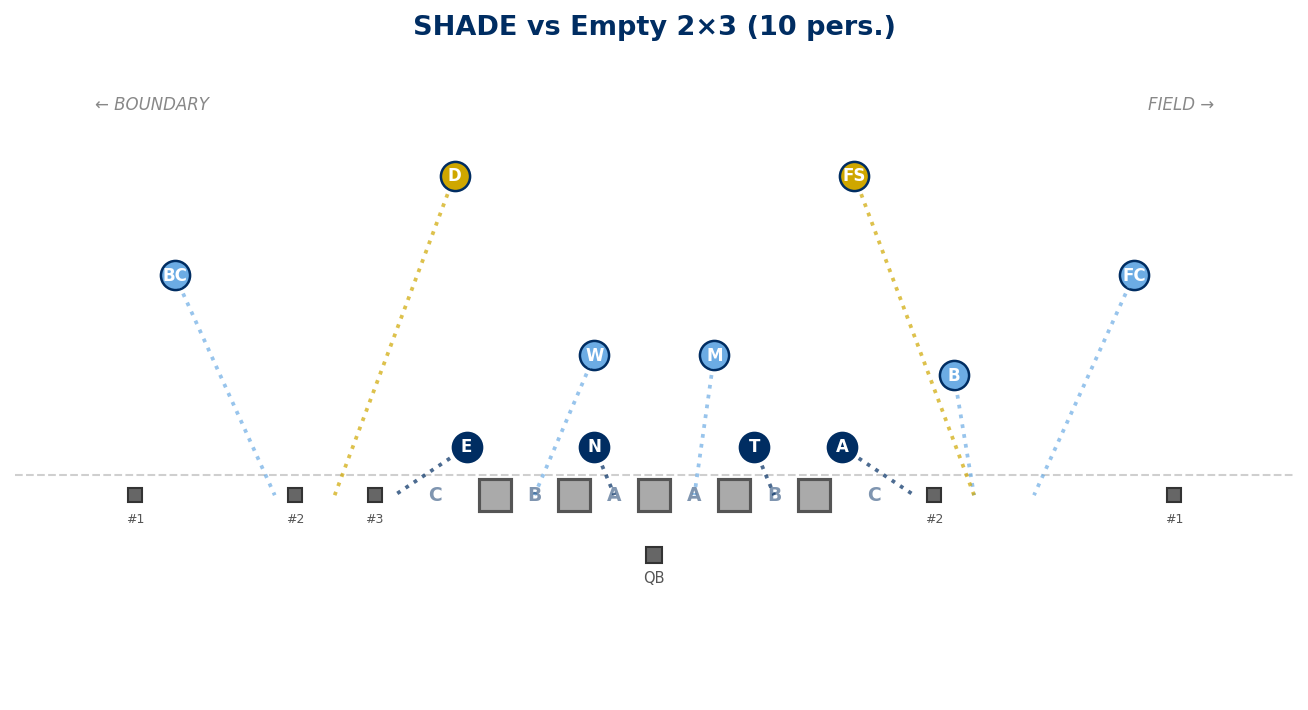 SHADE vs Empty 2×3 (10 pers.)
← BOUNDARY
FIELD →
D
FS
BC
FC
W
M
B
E
N
T
A
C
B
A
A
B
C
#1
#2
#3
#2
#1
QB